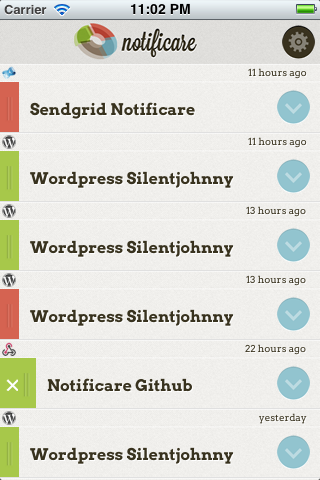 Carrier 11:02 PM
notificare
11 hours ago
Sendgrid Notificare
11 hours ago
Wordpress Silentjohnny
13 hours ago
Wordpress Silentjohnny
13 hours ago
Wordpress Silentjohnny
22 hours ago
Notificare Github
yesterday
Wordpress Silentjohnny